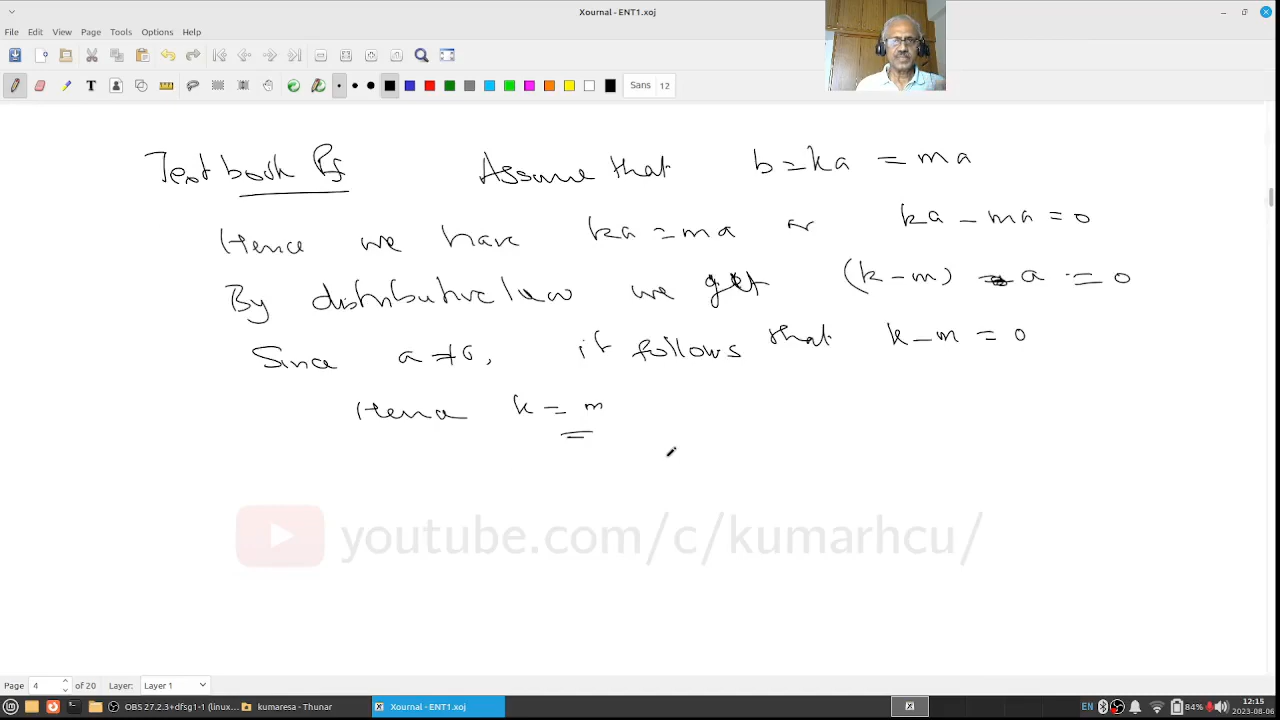 Xournal - ENT1.xoj
File Edit View Page Tools Options Help
Sans 12
Text book Pf Assume that b = ka = ma
Hence we have ka = ma or ka - ma = 0
By distributive law we get (k - m) a = 0
Since a ≠ 0, it follows that k - m = 0
Hence k = m
youtube.com/c/kumarhcu/
Page 4 of 20 Layer: Layer 1
OBS 27.2.3+dfsg1-1 (linux... kumaresa - Thunar Xournal - ENT1.xoj EN 84% 12:15
2023-08-06